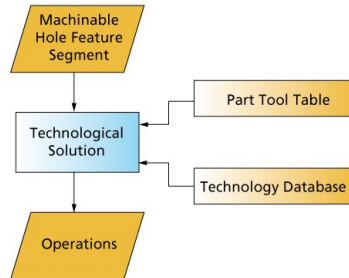 Machinable
Hole Feature
Segment
Part Tool Table
Technological
Solution
Technology Database
Operations